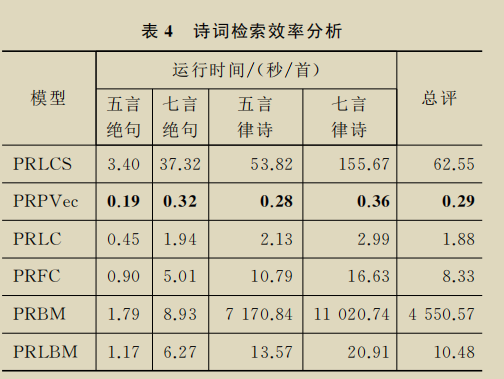 表 4 诗词检索效率分析
模型 运行时间/(秒/首) 总评
五言绝句 七言绝句 五言律诗 七言律诗
PRLCS 3.40 37.32 53.82 155.67 62.55
PRPVec 0.19 0.32 0.28 0.36 0.29
PRLC 0.45 1.94 2.13 2.99 1.88
PRFC 0.90 5.01 10.79 16.63 8.33
PRBM 1.79 8.93 7 170.84 11 020.74 4 550.57
PRLBM 1.17 6.27 13.57 20.91 10.48